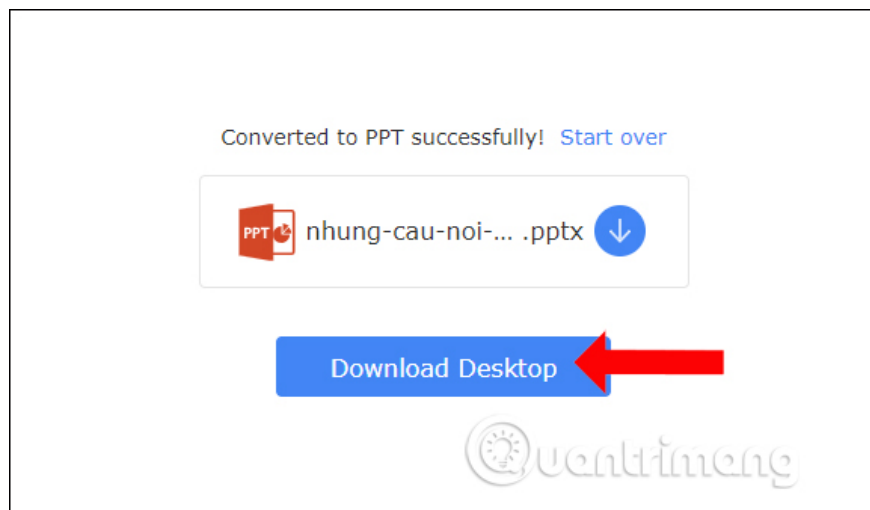 Converted to PPT successfully! Start over
PPT nhung-cau-noi-... .pptx
Download Desktop
Quantrimang